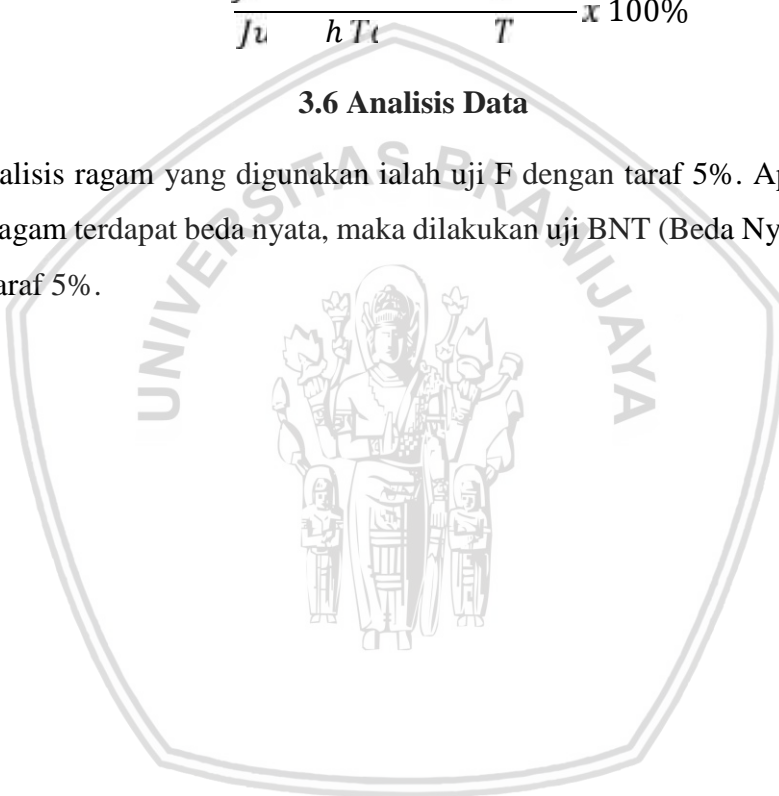 x 100%
3.6 Analisis Data
alisis ragam yang digunakan ialah uji F dengan taraf 5%. Ap
agam terdapat beda nyata, maka dilakukan uji BNT (Beda Ny
araf 5%.
UNIVERSITAS BRAWIJAYA